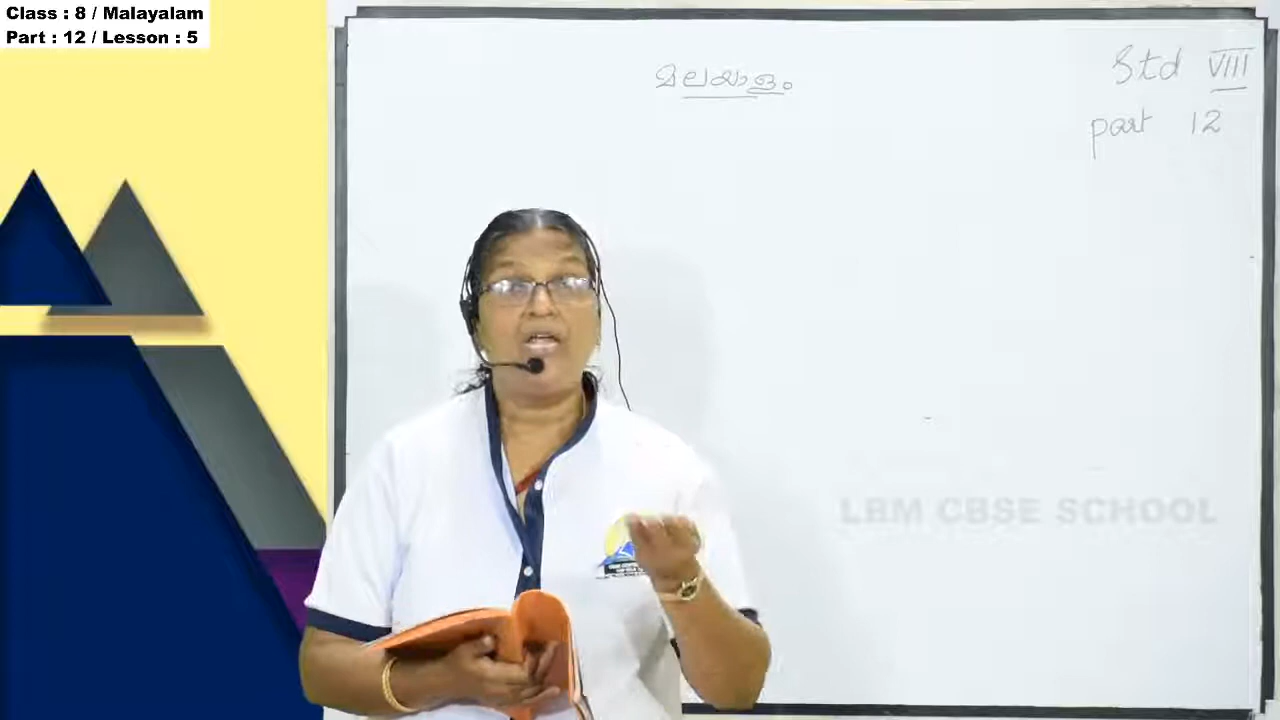 Class : 8 / Malayalam
Part : 12 / Lesson : 5
മലയാളം
Std VIII
part 12
LBM CBSE SCHOOL